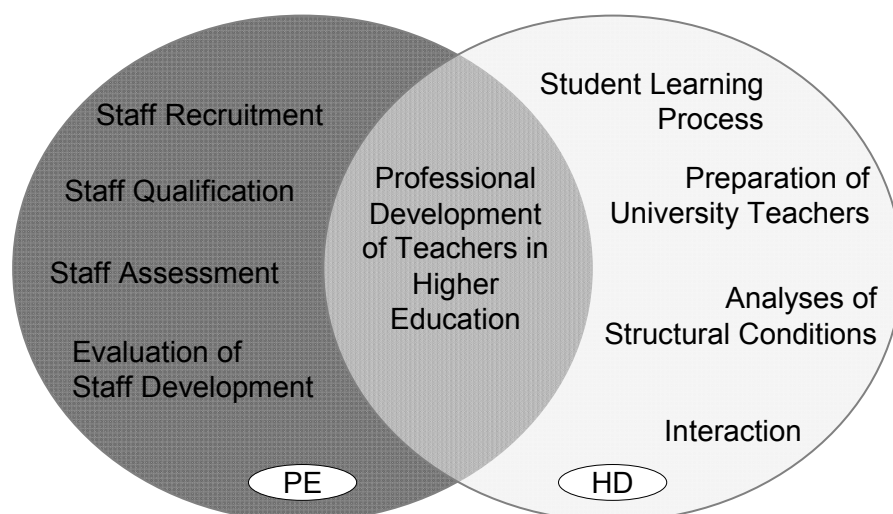 Staff Recruitment
Staff Qualification
Staff Assessment
Evaluation of
Staff Development
PE
Professional
Development
of Teachers in
Higher
Education
Student Learning
Process
Preparation of
University Teachers
Analyses of
Structural Conditions
Interaction
HD